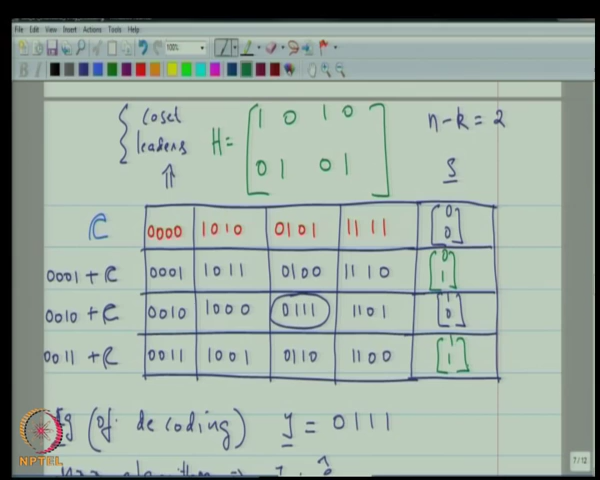 File Edit View Insert Actions Tools Help
100%
B I
{ coset leaders
⇑
H = [1 0 1 0
0 1 0 1]
n-k = 2
S
C 0000 1010 0101 1111 [0 0]
0001 + C 0001 1011 0100 1110 [0 1]
0010 + C 0010 1000 0111 1101 [1 0]
0011 + C 0011 1001 0110 1100 [1 1]
Eg (of decoding) y = 0111
NPTEL
7/12